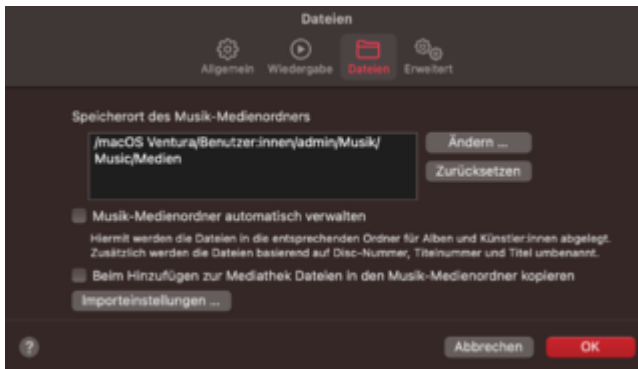 Dateien
Allgemein Wiedergabe Dateien Erweitert
Speicherort des Musik-Medienordners
/macOS Ventura/Benutzer:innen/admin/Musik/
Music/Medien
Ändern ...
Zurücksetzen
Musik-Medienordner automatisch verwalten
Hiermit werden die Dateien in die entsprechenden Ordner für Alben und Künstler:innen abgelegt.
Zusätzlich werden die Dateien basierend auf Disc-Nummer, Titelnummer und Titel umbenannt.
Beim Hinzufügen zur Mediathek Dateien in den Musik-Medienordner kopieren
Importeinstellungen ...
? Abbrechen OK